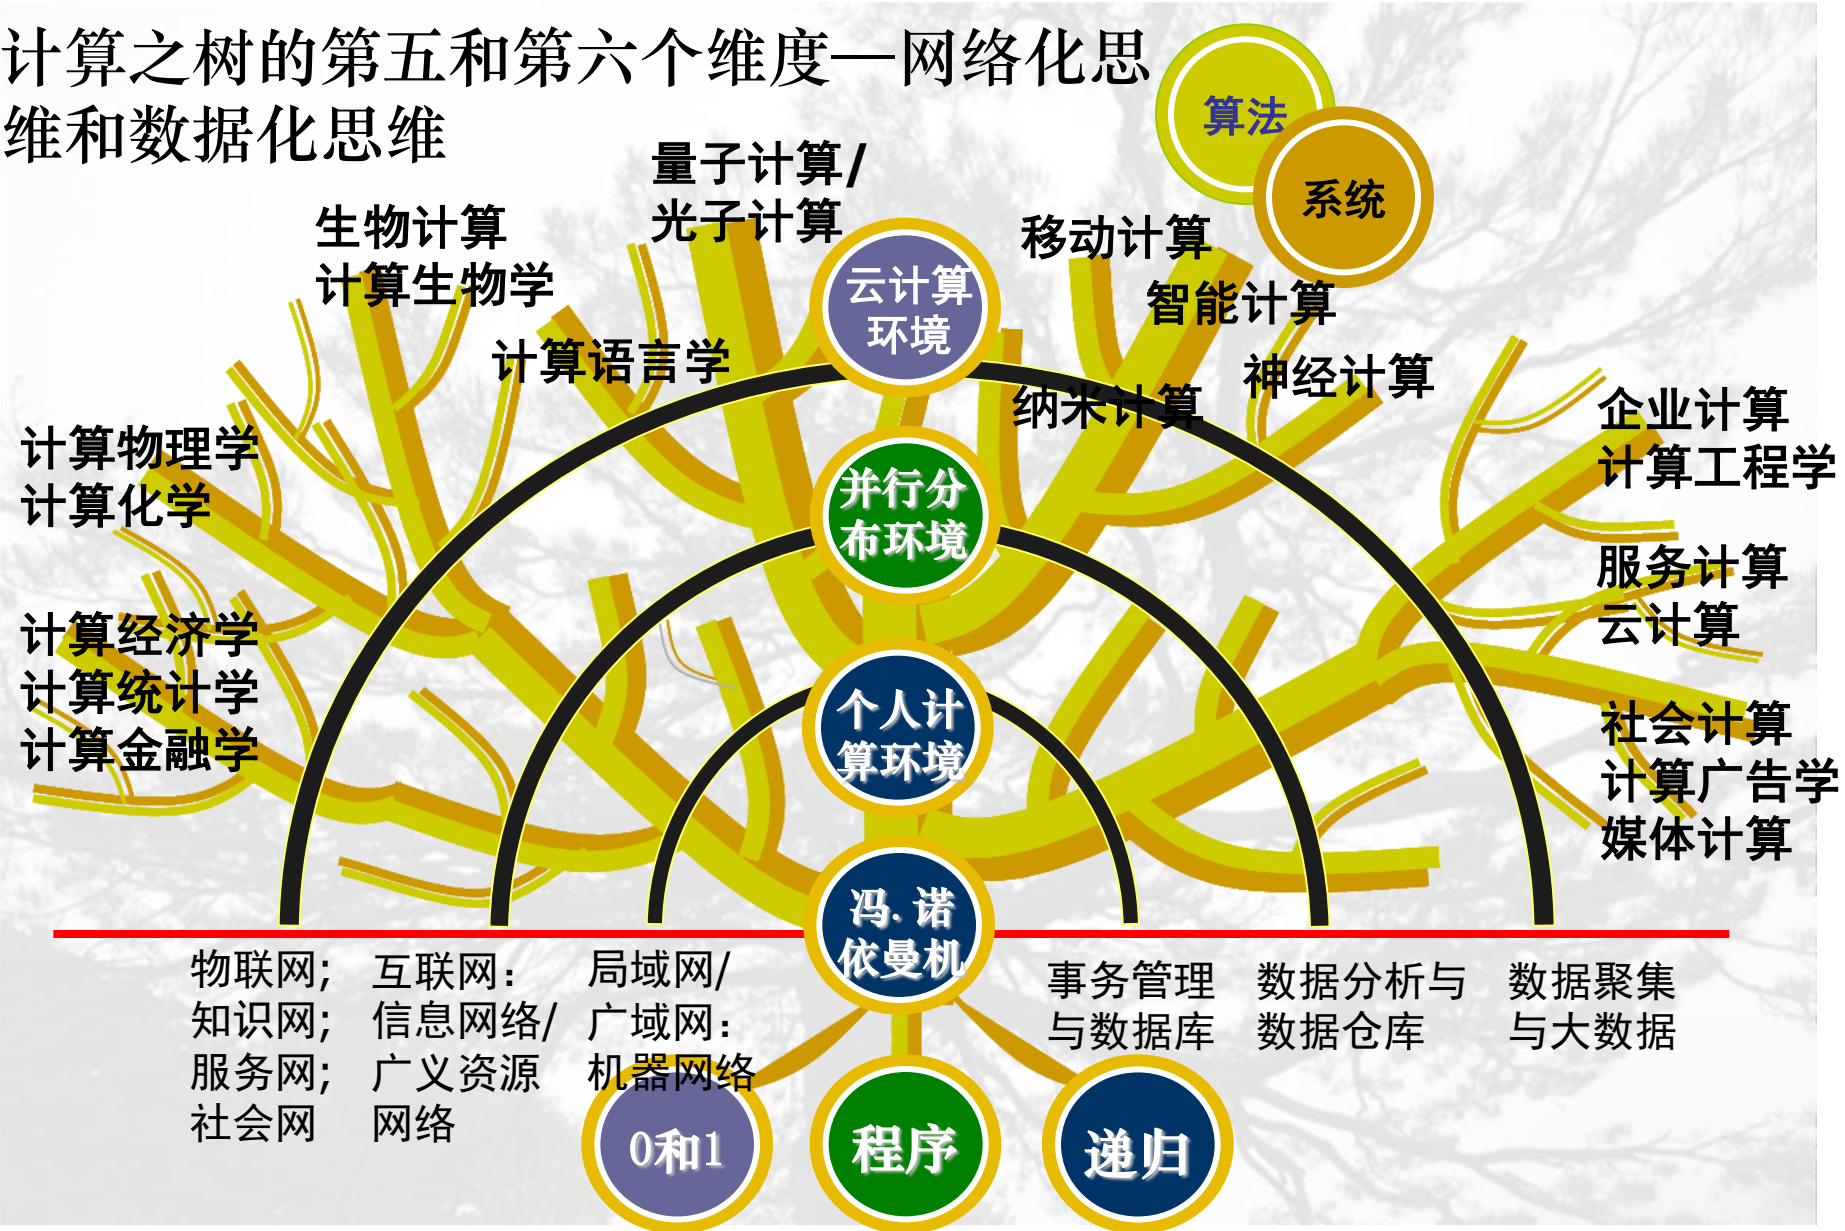 计算之树的第五和第六个维度—网络化思
维和数据化思维
算法
系统
量子计算/
光子计算
生物计算
计算生物学
移动计算
智能计算
云计算
环境
计算语言学
神经计算
纳米计算
企业计算
计算工程学
计算物理学
计算化学
并行分
布环境
服务计算
云计算
计算经济学
计算统计学
计算金融学
个人计
算环境
社会计算
计算广告学
媒体计算
冯.诺
依曼机
物联网;
知识网;
服务网;
社会网
互联网：
信息网络/
广义资源
网络
局域网/
广域网：
机器网络
事务管理
与数据库
数据分析与
数据仓库
数据聚集
与大数据
0和1
程序
递归